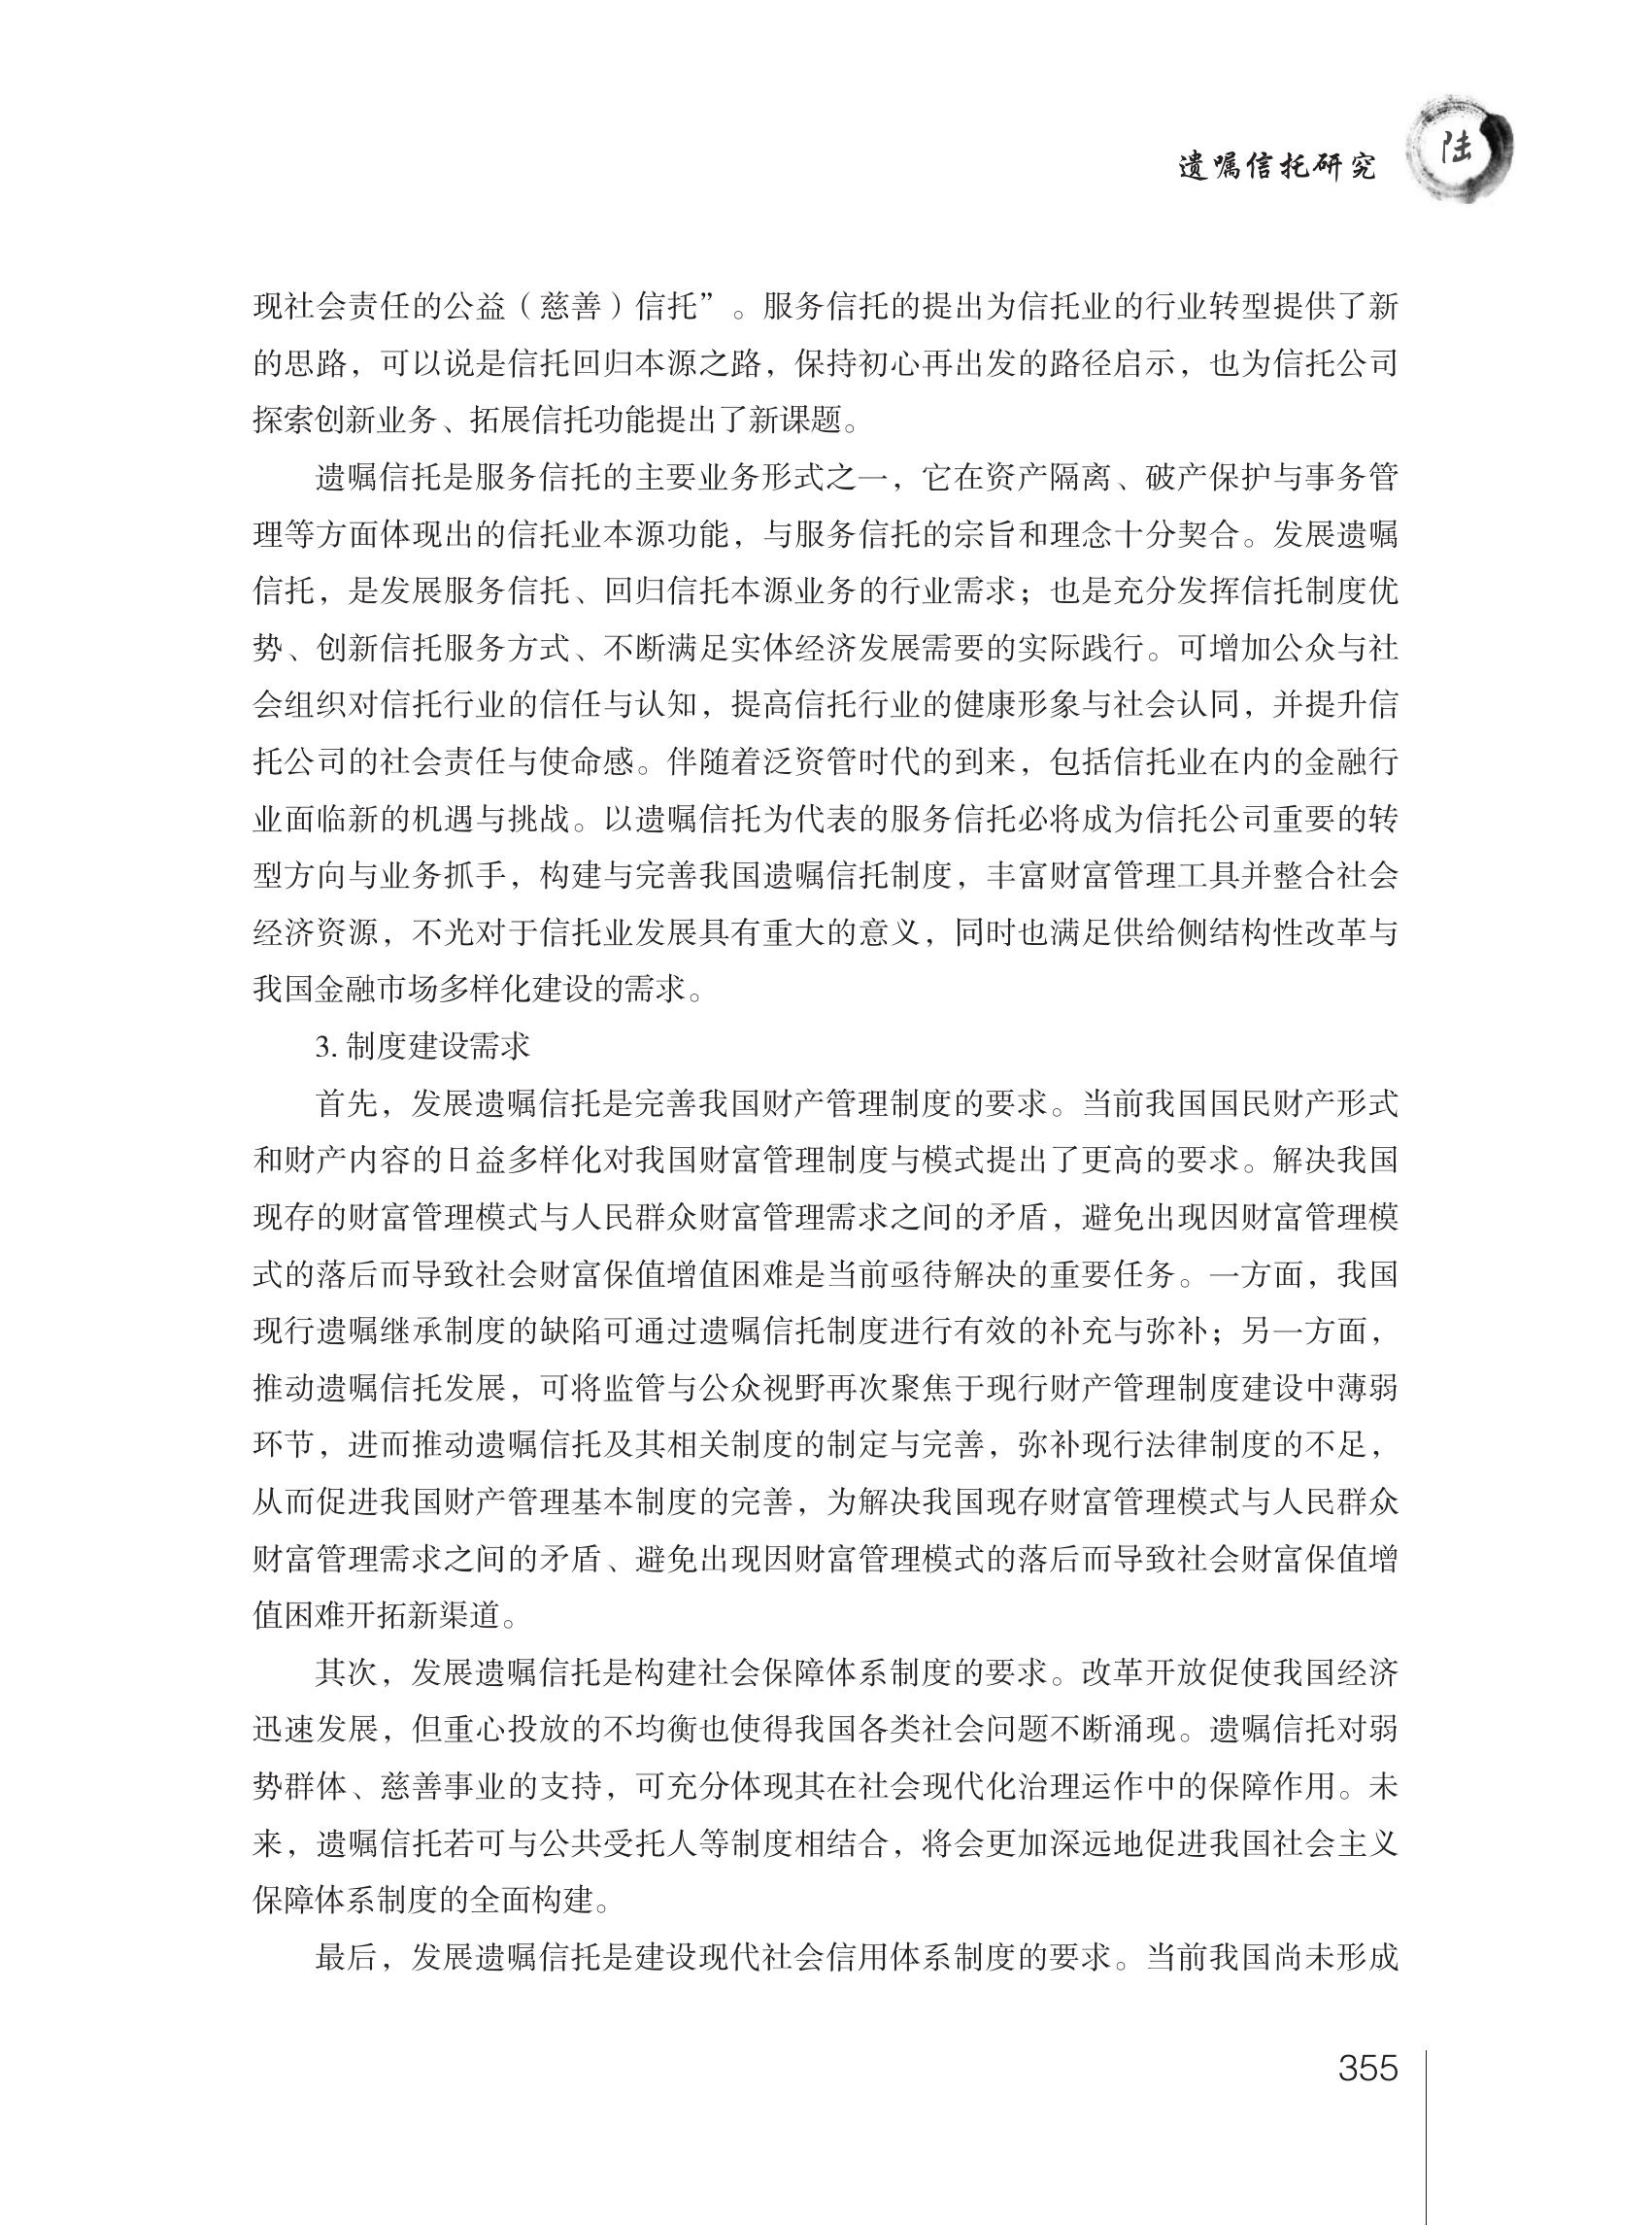 遗嘱信托研究
陆
现社会责任的公益（慈善）信托”。服务信托的提出为信托业的行业转型提供了新
的思路，可以说是信托回归本源之路，保持初心再出发的路径启示，也为信托公司
探索创新业务、拓展信托功能提出了新课题。
遗嘱信托是服务信托的主要业务形式之一，它在资产隔离、破产保护与事务管
理等方面体现出的信托业本源功能，与服务信托的宗旨和理念十分契合。发展遗嘱
信托，是发展服务信托、回归信托本源业务的行业需求；也是充分发挥信托制度优
势、创新信托服务方式、不断满足实体经济发展需要的实际践行。可增加公众与社
会组织对信托行业的信任与认知，提高信托行业的健康形象与社会认同，并提升信
托公司的社会责任与使命感。伴随着泛资管时代的到来，包括信托业在内的金融行
业面临新的机遇与挑战。以遗嘱信托为代表的服务信托必将成为信托公司重要的转
型方向与业务抓手，构建与完善我国遗嘱信托制度，丰富财富管理工具并整合社会
经济资源，不光对于信托业发展具有重大的意义，同时也满足供给侧结构性改革与
我国金融市场多样化建设的需求。
3. 制度建设需求
首先，发展遗嘱信托是完善我国财产管理制度的要求。当前我国国民财产形式
和财产内容的日益多样化对我国财富管理制度与模式提出了更高的要求。解决我国
现存的财富管理模式与人民群众财富管理需求之间的矛盾，避免出现因财富管理模
式的落后而导致社会财富保值增值困难是当前亟待解决的重要任务。一方面，我国
现行遗嘱继承制度的缺陷可通过遗嘱信托制度进行有效的补充与弥补；另一方面，
推动遗嘱信托发展，可将监管与公众视野再次聚焦于现行财产管理制度建设中薄弱
环节，进而推动遗嘱信托及其相关制度的制定与完善，弥补现行法律制度的不足，
从而促进我国财产管理基本制度的完善，为解决我国现存财富管理模式与人民群众
财富管理需求之间的矛盾、避免出现因财富管理模式的落后而导致社会财富保值增
值困难开拓新渠道。
其次，发展遗嘱信托是构建社会保障体系制度的要求。改革开放促使我国经济
迅速发展，但重心投放的不均衡也使得我国各类社会问题不断涌现。遗嘱信托对弱
势群体、慈善事业的支持，可充分体现其在社会现代化治理运作中的保障作用。未
来，遗嘱信托若可与公共受托人等制度相结合，将会更加深远地促进我国社会主义
保障体系制度的全面构建。
最后，发展遗嘱信托是建设现代社会信用体系制度的要求。当前我国尚未形成
355